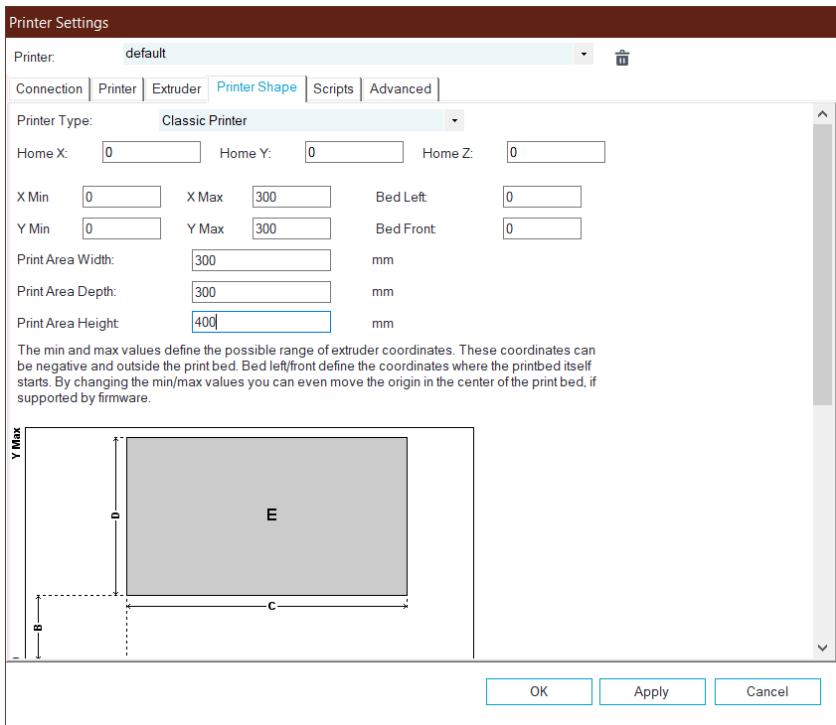 Printer Settings
Printer: default
Connection Printer Extruder Printer Shape Scripts Advanced
Printer Type: Classic Printer
Home X: 0 Home Y: 0 Home Z: 0
X Min 0 X Max 300 Bed Left: 0
Y Min 0 Y Max 300 Bed Front: 0
Print Area Width: 300 mm
Print Area Depth: 300 mm
Print Area Height: 400 mm
The min and max values define the possible range of extruder coordinates. These coordinates can
be negative and outside the print bed. Bed left/front define the coordinates where the printbed itself
starts. By changing the min/max values you can even move the origin in the center of the print bed, if
supported by firmware.
Y Max
D
E
C
B
OK Apply Cancel